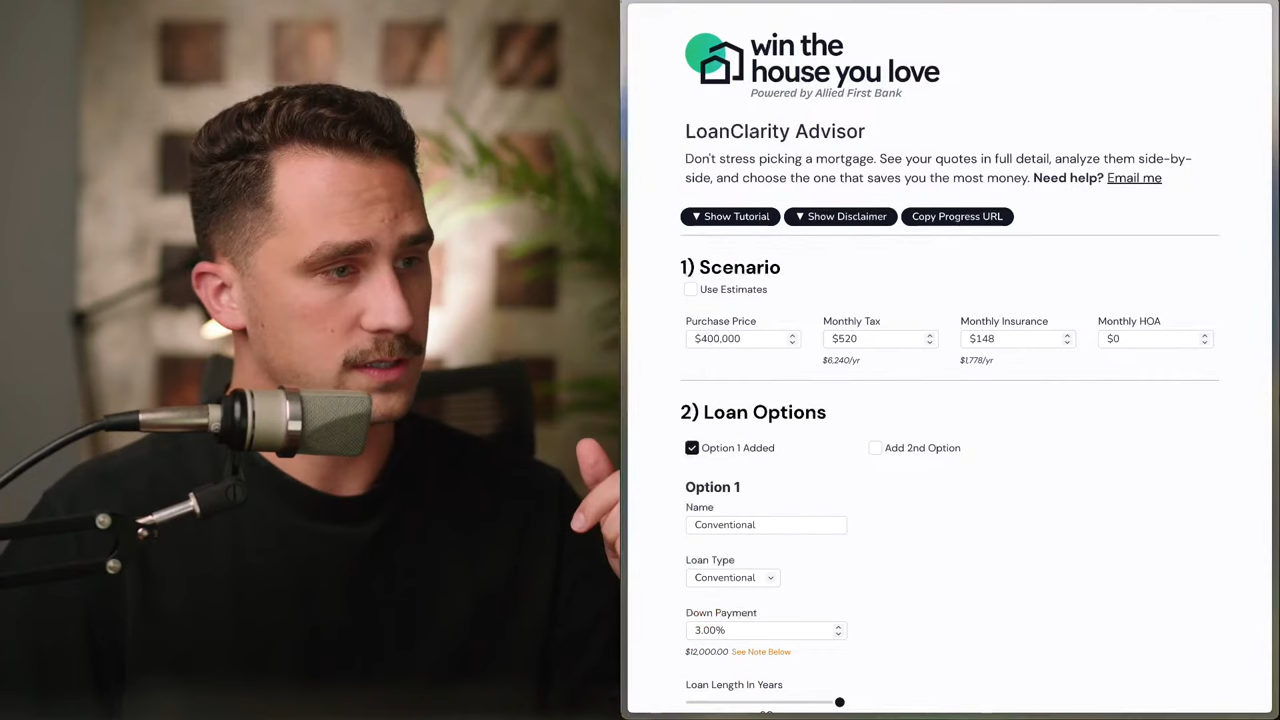 win the
house you love
Powered by Allied First Bank
LoanClarity Advisor
Don't stress picking a mortgage. See your quotes in full detail, analyze them side-by-
side, and choose the one that saves you the most money. Need help? Email me
▼ Show Tutorial ▼ Show Disclaimer Copy Progress URL
1) Scenario
Use Estimates
Purchase Price Monthly Tax Monthly Insurance Monthly HOA
$400,000 $520 $148 $0
$6,240/yr $1,778/yr
2) Loan Options
Option 1 Added Add 2nd Option
Option 1
Name
Conventional
Loan Type
Conventional
Down Payment
3.00%
$12,000.00 See Note Below
Loan Length In Years